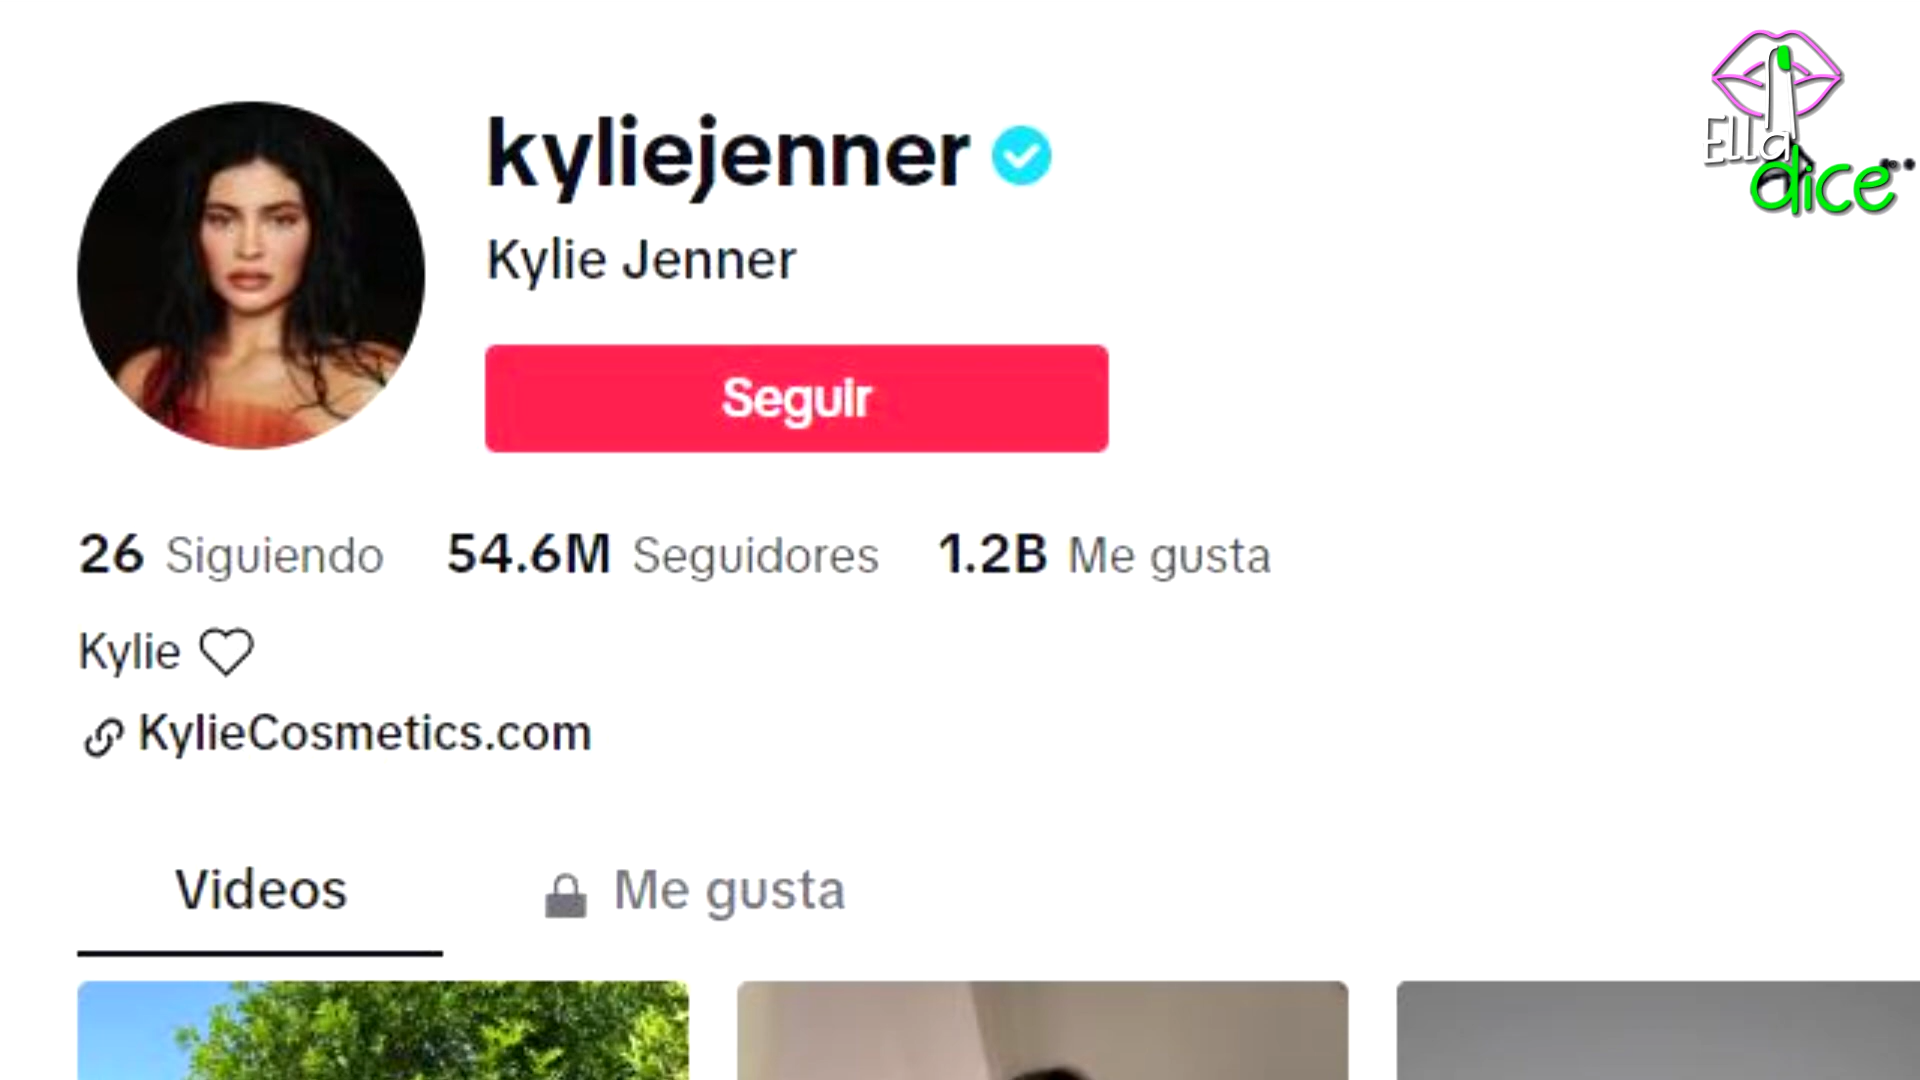 Ella
dice
kyliejenner
Kylie Jenner
Seguir
26 Siguiendo 54.6M Seguidores 1.2B Me gusta
Kylie ♡
KylieCosmetics.com
Videos Me gusta